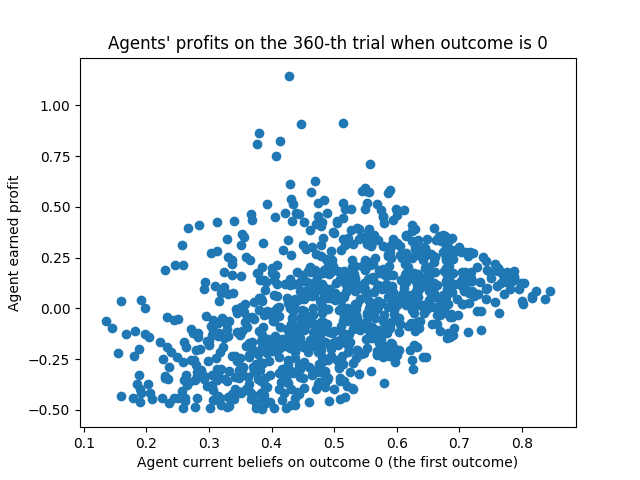 Agents' profits on the 360-th trial when outcome is 0
Agent earned profit
1.00
0.75
0.50
0.25
0.00
−0.25
−0.50
0.1 0.2 0.3 0.4 0.5 0.6 0.7 0.8
Agent current beliefs on outcome 0 (the first outcome)